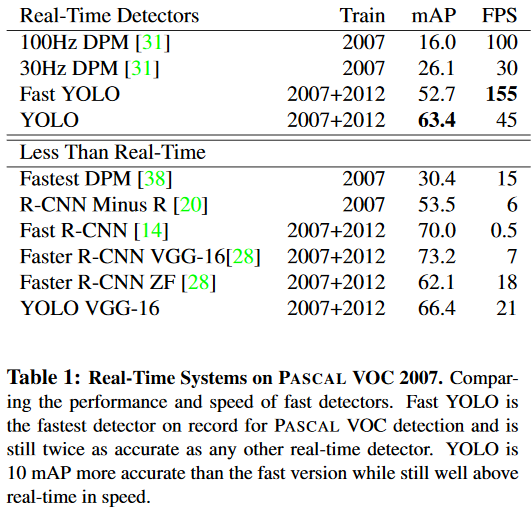 Real-Time Detectors Train mAP FPS
100Hz DPM [31] 2007 16.0 100
30Hz DPM [31] 2007 26.1 30
Fast YOLO 2007+2012 52.7 155
YOLO 2007+2012 63.4 45
Less Than Real-Time
Fastest DPM [38] 2007 30.4 15
R-CNN Minus R [20] 2007 53.5 6
Fast R-CNN [14] 2007+2012 70.0 0.5
Faster R-CNN VGG-16[28] 2007+2012 73.2 7
Faster R-CNN ZF [28] 2007+2012 62.1 18
YOLO VGG-16 2007+2012 66.4 21
Table 1: Real-Time Systems on PASCAL VOC 2007. Compar-
ing the performance and speed of fast detectors. Fast YOLO is
the fastest detector on record for PASCAL VOC detection and is
still twice as accurate as any other real-time detector. YOLO is
10 mAP more accurate than the fast version while still well above
real-time in speed.